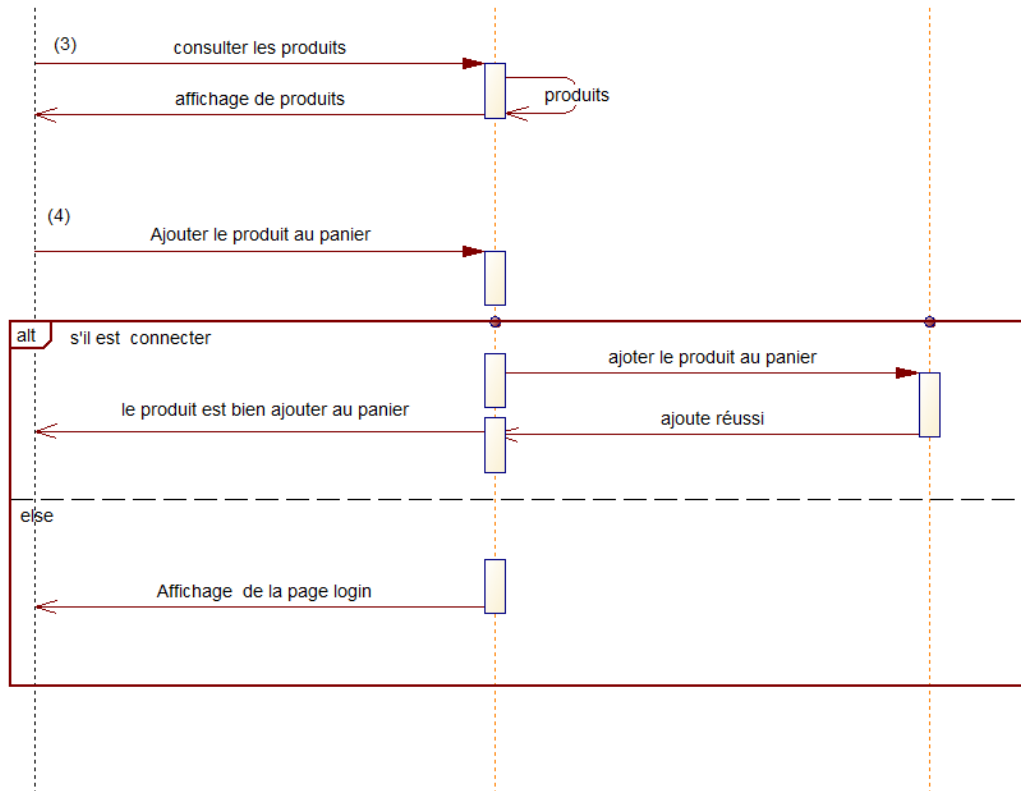 (3)
consulter les produits
produits
affichage de produits
(4)
Ajouter le produit au panier
alt
s'il est connecter
ajoter le produit au panier
le produit est bien ajouter au panier
ajoute réussi
else
Affichage de la page login